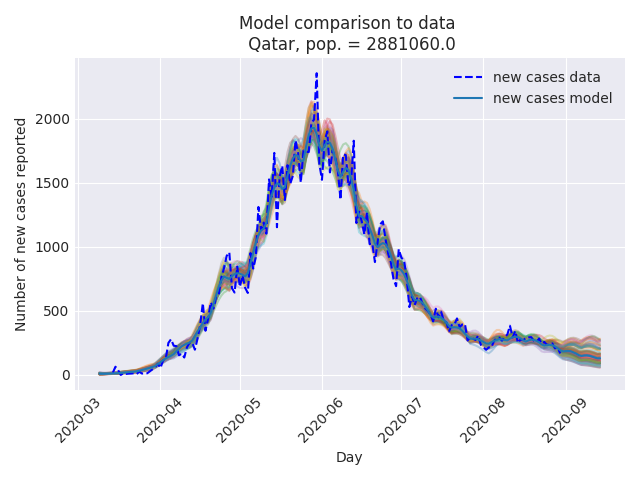 Model comparison to data
Qatar, pop. = 2881060.0
new cases data
new cases model
Number of new cases reported
2000
1500
1000
500
0
2020-03
2020-04
2020-05
2020-06
2020-07
2020-08
2020-09
Day